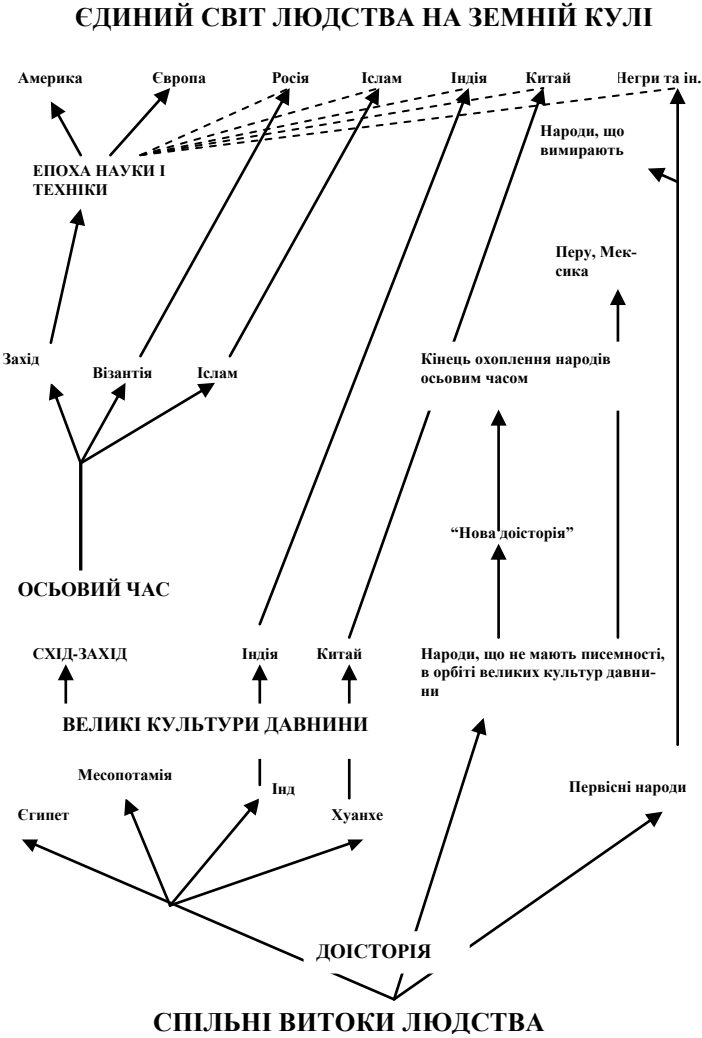 ЄДИНИЙ СВІТ ЛЮДСТВА НА ЗЕМНІЙ КУЛІ
Америка
Європа
Росія
Іслам
Індія
Китай
Негри та ін.
Народи, що
вимирають
ЕПОХА НАУКИ І
ТЕХНІКИ
Перу, Мек-
сика
Захід
Візантія
Іслам
Кінець охоплення народів
осьовим часом
“Нова доісторія”
ОСЬОВИЙ ЧАС
СХІД-ЗАХІД
Індія
Китай
Народи, що не мають писемності,
в орбіті великих культур давни-
ни
ВЕЛИКІ КУЛЬТУРИ ДАВНИНИ
Месопотамія
Інд
Первісні народи
Єгипет
Хуанхе
ДОІСТОРІЯ
СПІЛЬНІ ВИТОКИ ЛЮДСТВА